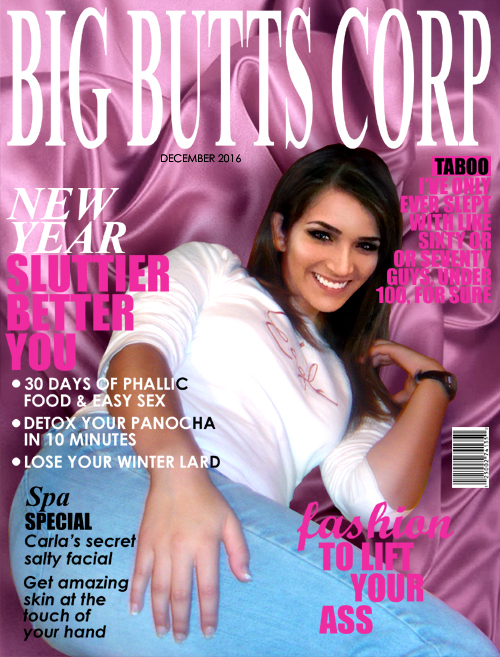 BIG BUTTS CORP
DECEMBER 2016
TABOO
I'VE ONLY
EVER SLEPT
WITH LIKE
SIXTY OR
OR SEVENTY
GUYS, UNDER
100, FOR SURE
NEW
YEAR
SLUTTIER
BETTER
YOU
• 30 DAYS OF PHALLIC
FOOD & EASY SEX
• DETOX YOUR PANOCHA
IN 10 MINUTES
• LOSE YOUR WINTER LARD
Spa
SPECIAL
Carla's secret
salty facial
Get amazing
skin at the
touch of
your hand
fashion
TO LIFT
YOUR
ASS